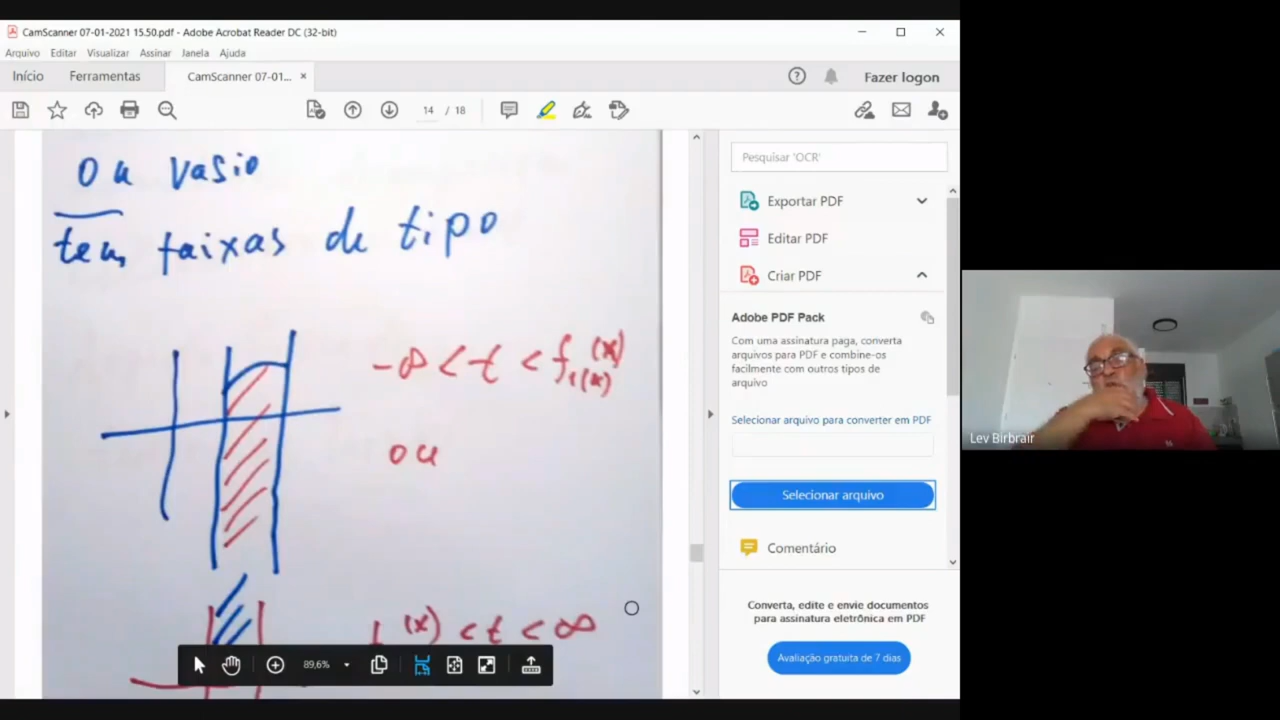 CamScanner 07-01-2021 15.50.pdf - Adobe Acrobat Reader DC (32-bit)
Arquivo Editar Visualizar Assinar Janela Ajuda
Início Ferramentas CamScanner 07-01... × Fazer logon
14 / 18
ou vasio
tem faixas de tipo
-∞ < t < f₁(x) (x)
ou
(x) < t < ∞
89,6%
Pesquisar 'OCR'
Exportar PDF
Editar PDF
Criar PDF
Adobe PDF Pack
Com uma assinatura paga, converta
arquivos para PDF e combine-os
facilmente com outros tipos de
arquivo
Selecionar arquivo para converter em PDF
Selecionar arquivo
Comentário
Converta, edite e envie documentos
para assinatura eletrônica em PDF
Avaliação gratuita de 7 dias
Lev Birbrair